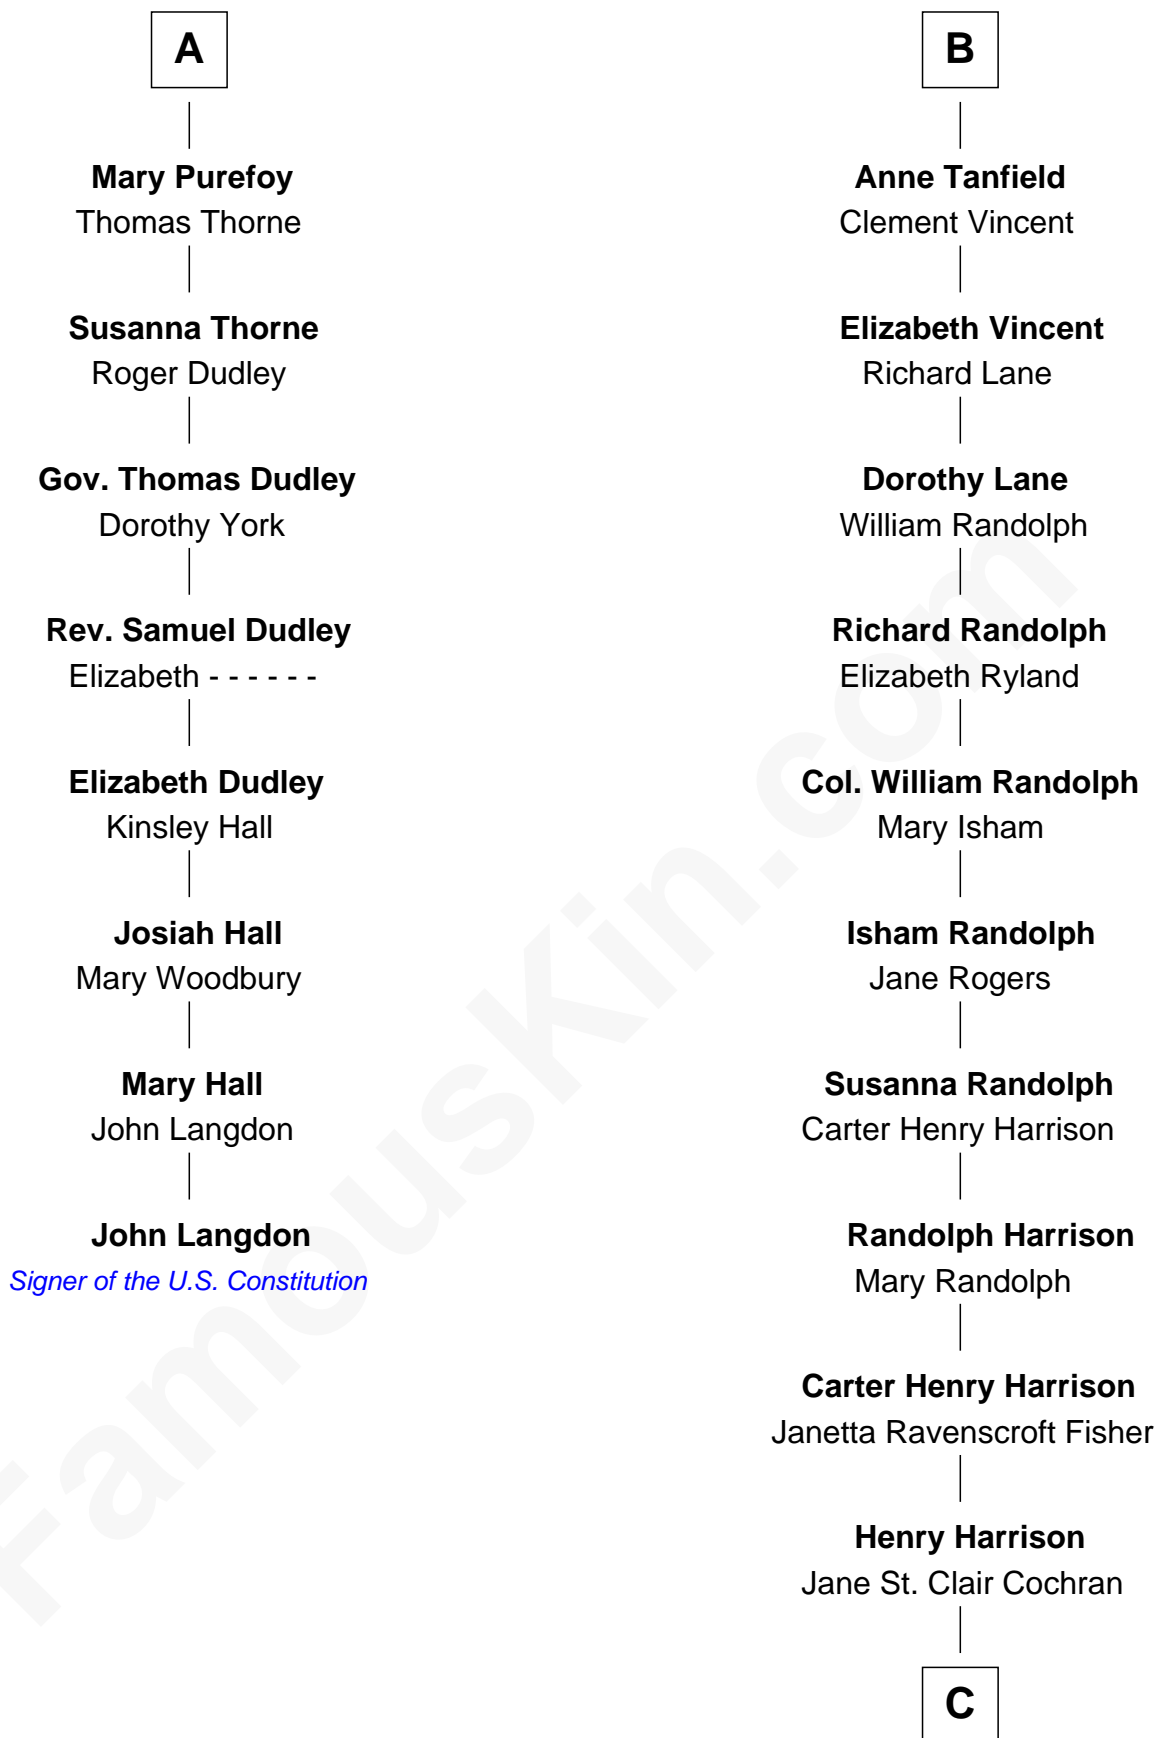 A
Mary Purefoy
Thomas Thorne
Susanna Thorne
Roger Dudley
Gov. Thomas Dudley
Dorothy York
Rev. Samuel Dudley
Elizabeth - - - - - -
Elizabeth Dudley
Kinsley Hall
Josiah Hall
Mary Woodbury
Mary Hall
John Langdon
John Langdon
Signer of the U.S. Constitution
B
Anne Tanfield
Clement Vincent
Elizabeth Vincent
Richard Lane
Dorothy Lane
William Randolph
Richard Randolph
Elizabeth Ryland
Col. William Randolph
Mary Isham
Isham Randolph
Jane Rogers
Susanna Randolph
Carter Henry Harrison
Randolph Harrison
Mary Randolph
Carter Henry Harrison
Janetta Ravenscroft Fisher
Henry Harrison
Jane St. Clair Cochran
C
FamousKin.com